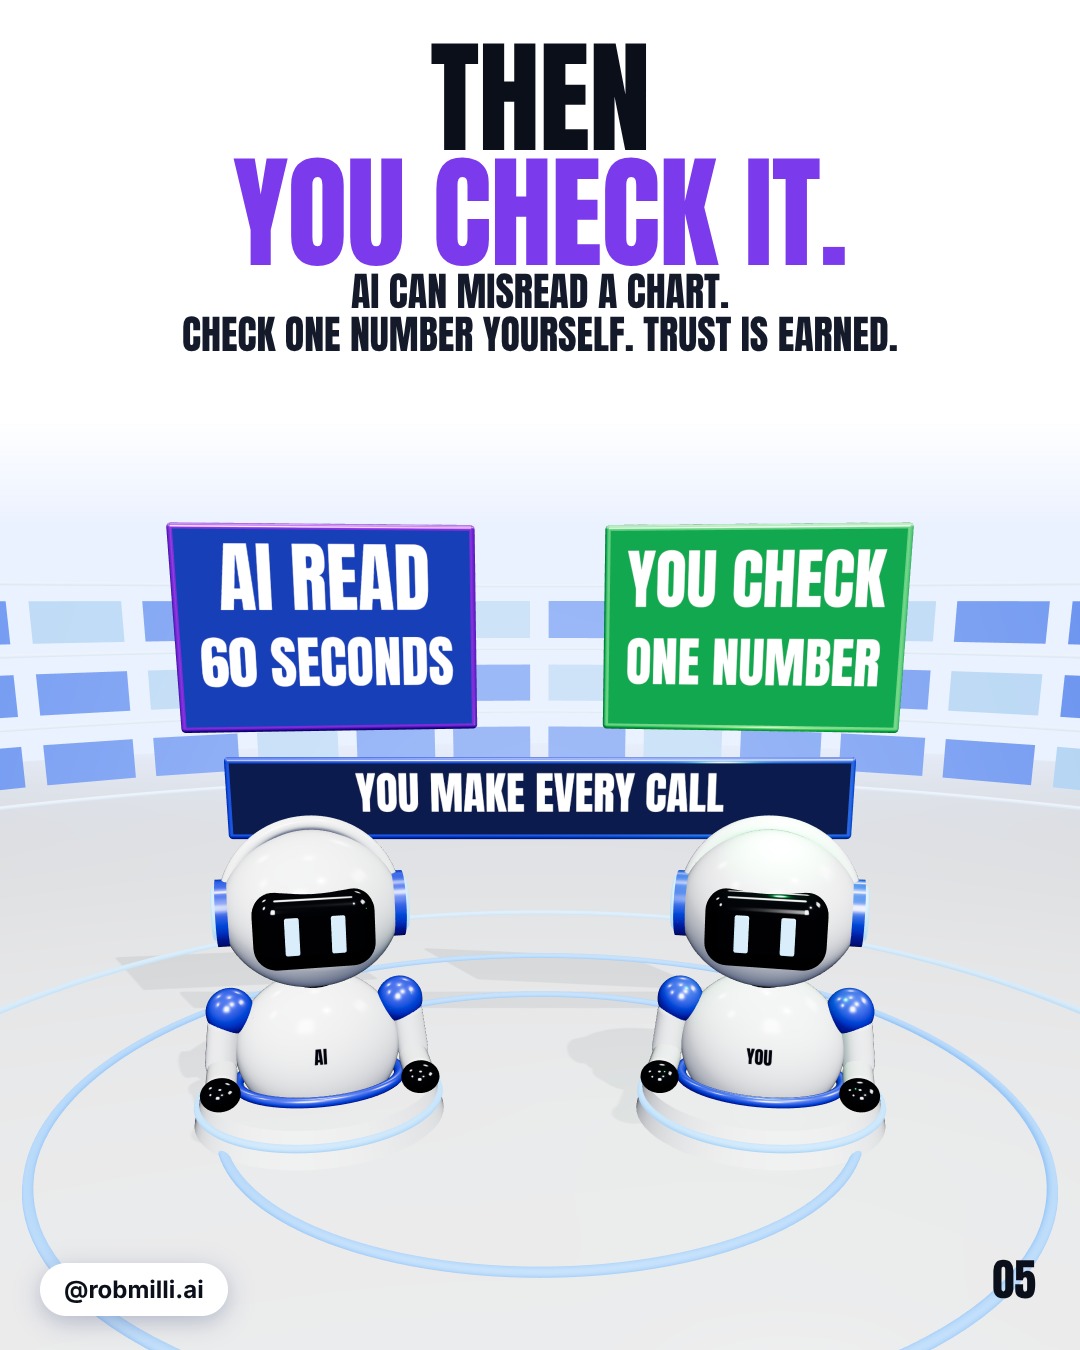 THEN
YOU CHECK IT.
AI CAN MISREAD A CHART.
CHECK ONE NUMBER YOURSELF. TRUST IS EARNED.
AI READ
60 SECONDS
YOU CHECK
ONE NUMBER
YOU MAKE EVERY CALL
AI
YOU
@robmilli.ai
05